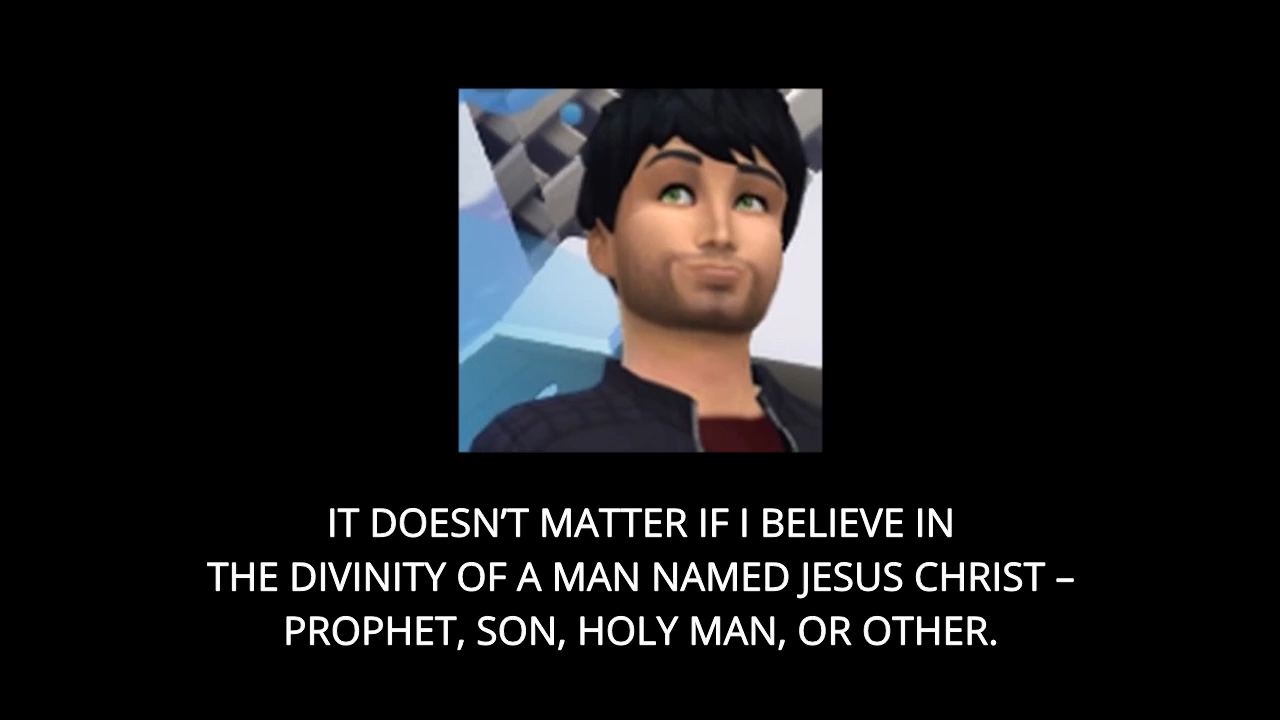 IT DOESN’T MATTER IF I BELIEVE IN
THE DIVINITY OF A MAN NAMED JESUS CHRIST –
PROPHET, SON, HOLY MAN, OR OTHER.